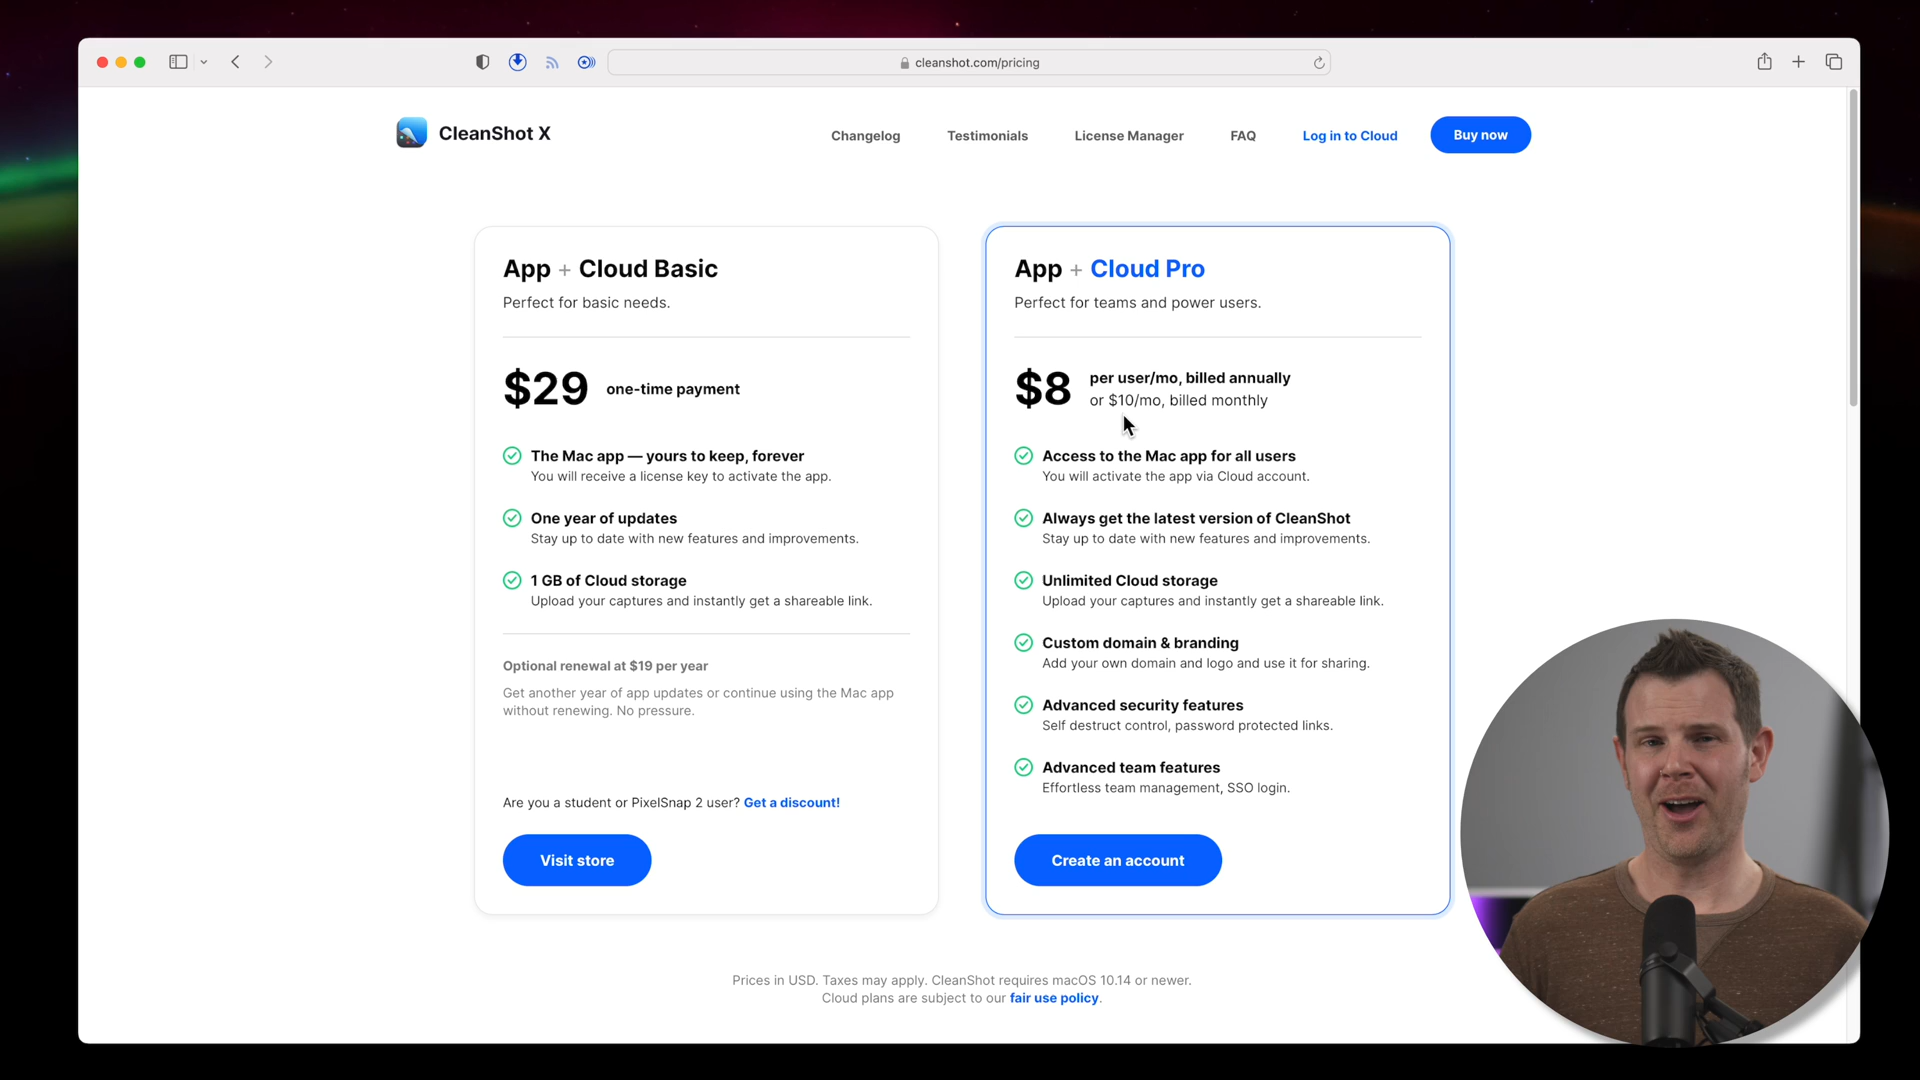 cleanshot.com/pricing
CleanShot X
Changelog
Testimonials
License Manager
FAQ
Log in to Cloud
Buy now
App + Cloud Basic
Perfect for basic needs.
$29 one-time payment
The Mac app — yours to keep, forever
You will receive a license key to activate the app.
One year of updates
Stay up to date with new features and improvements.
1 GB of Cloud storage
Upload your captures and instantly get a shareable link.
Optional renewal at $19 per year
Get another year of app updates or continue using the Mac app
without renewing. No pressure.
Are you a student or PixelSnap 2 user? Get a discount!
Visit store
App + Cloud Pro
Perfect for teams and power users.
$8 per user/mo, billed annually
or $10/mo, billed monthly
Access to the Mac app for all users
You will activate the app via Cloud account.
Always get the latest version of CleanShot
Stay up to date with new features and improvements.
Unlimited Cloud storage
Upload your captures and instantly get a shareable link.
Custom domain & branding
Add your own domain and logo and use it for sharing.
Advanced security features
Self destruct control, password protected links.
Advanced team features
Effortless team management, SSO login.
Create an account
Prices in USD. Taxes may apply. CleanShot requires macOS 10.14 or newer.
Cloud plans are subject to our fair use policy.